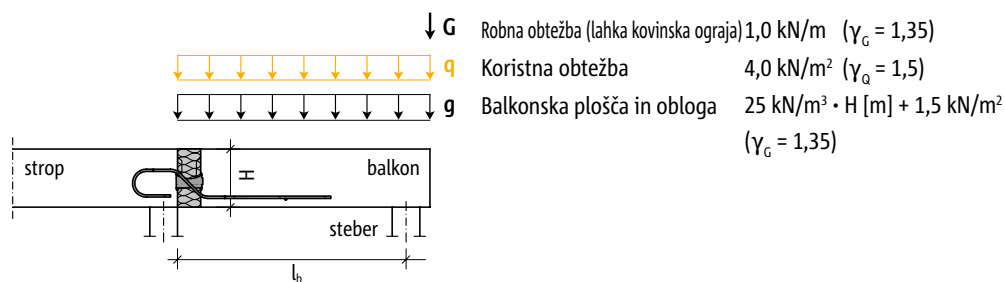 G Robna obtežba (lahka kovinska ograja) 1,0 kN/m (γG = 1,35)
q Koristna obtežba 4,0 kN/m² (γQ = 1,5)
g Balkonska plošča in obloga 25 kN/m³ · H [m] + 1,5 kN/m²
(γG = 1,35)
strop H balkon
steber
lb